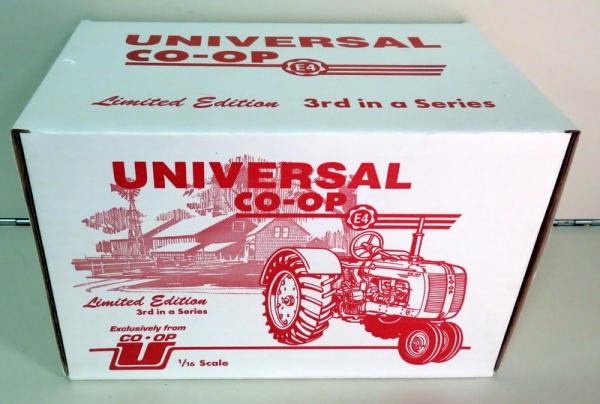 UNIVERSAL
CO-OP
E4
Limited Edition 3rd in a Series
UNIVERSAL
CO-OP
E4
Limited Edition
3rd in a Series
Exclusively from
CO•OP
U
1/16 Scale